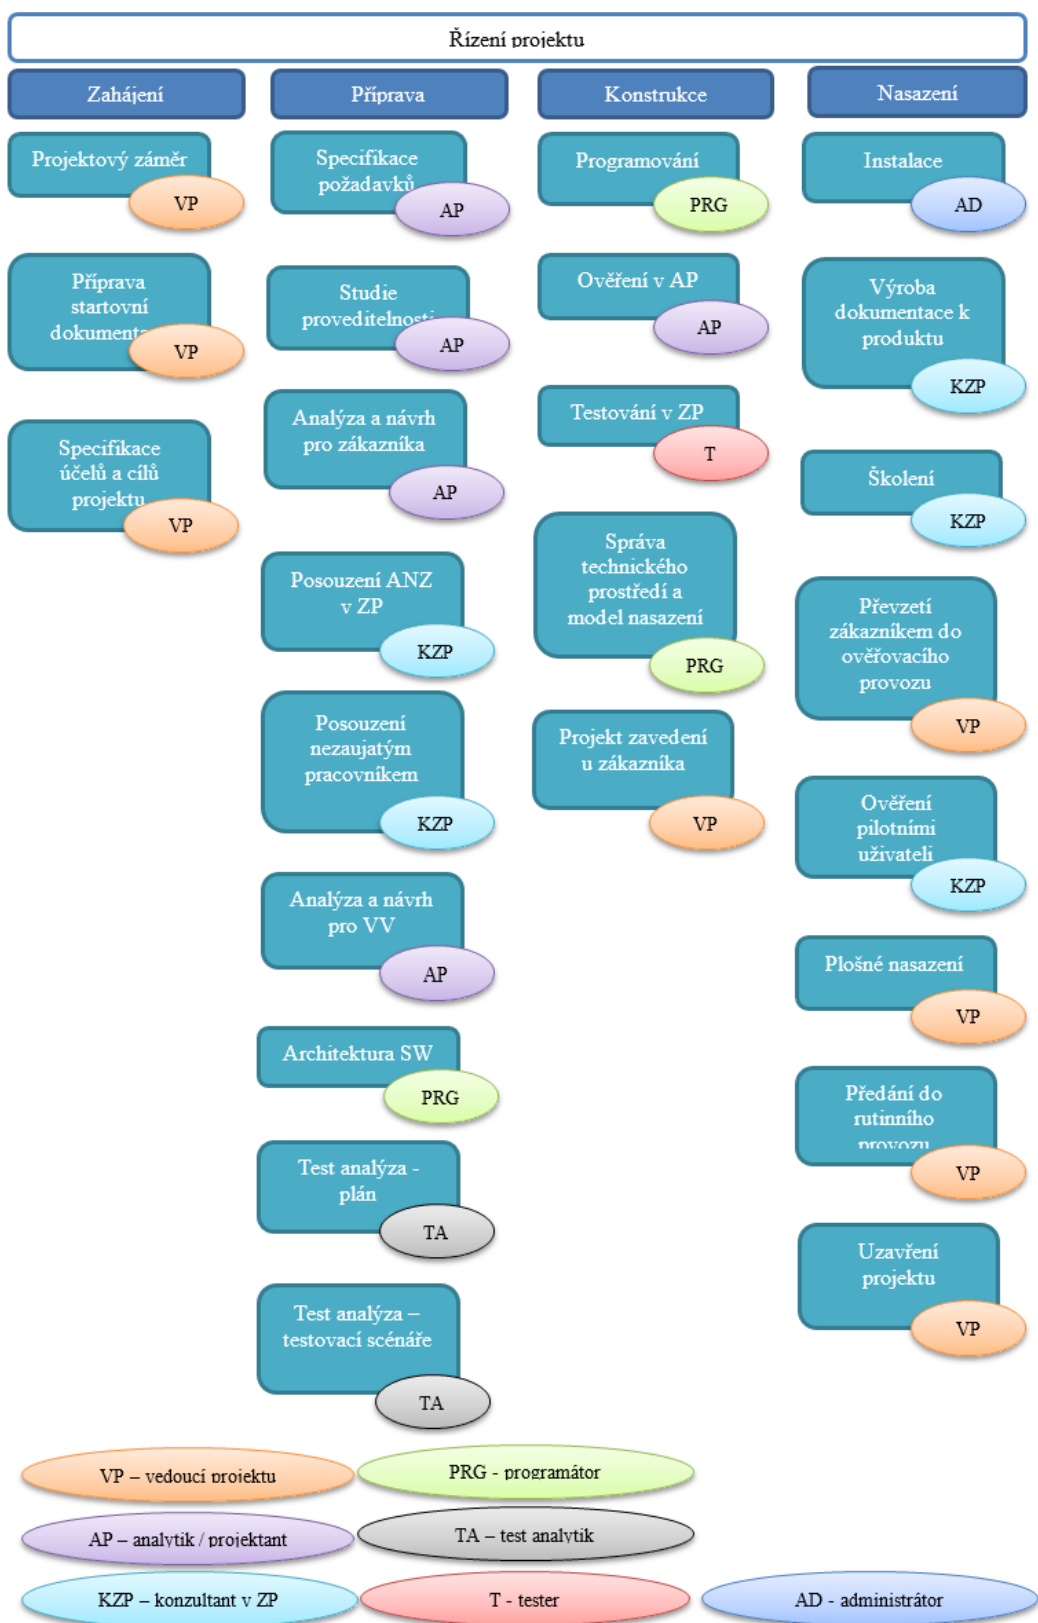 Řízení projektu
Zahájení
Projektový záměr
VP
Příprava
startovní
dokumenta
VP
Specifikace
účelů a cílů
projektu
VP
Příprava
Specifikace
požadavků
AP
Studie
proveditelnosti
AP
Analýza a návrh
pro zákazníka
AP
Posouzení ANZ
v ZP
KZP
Posouzení
nezaujatým
pracovníkem
KZP
Analýza a návrh
pro VV
AP
Architektura SW
PRG
Test analýza -
plán
TA
Test analýza –
testovací scénáře
TA
Konstrukce
Programování
PRG
Ověření v AP
AP
Testování v ZP
T
Správa
technického
prostředí a
model nasazení
PRG
Projekt zavedení
u zákazníka
VP
Nasazení
Instalace
AD
Výroba
dokumentace k
produktu
KZP
Školení
KZP
Převzetí
zákazníkem do
ověřovacího
provozu
VP
Ověření
pilotními
uživateli
KZP
Plošné nasazení
VP
Předání do
rutinního
provozu
VP
Uzavření
projektu
VP
VP – vedoucí projektu
PRG - programátor
AP – analytik / projektant
TA – test analytik
KZP – konzultant v ZP
T - tester
AD - administrátor